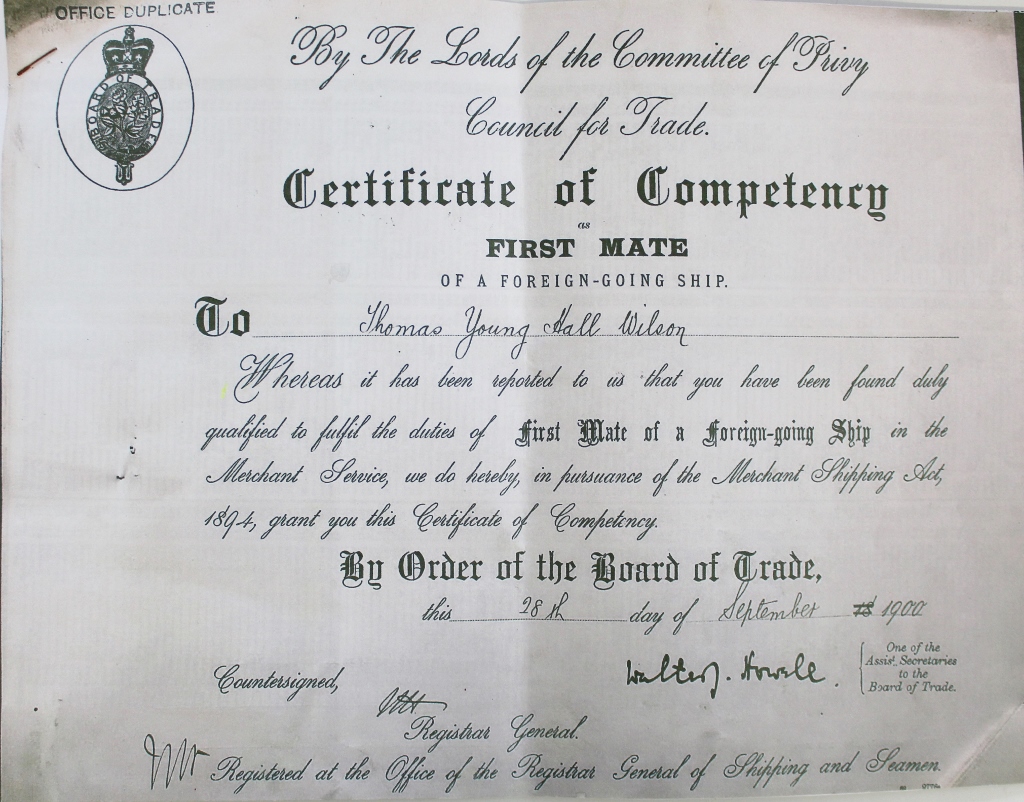 OFFICE DUPLICATE
BOARD OF TRADE
By The Lords of the Committee of Privy
Council for Trade.
Certificate of Competency
as
FIRST MATE
OF A FOREIGN-GOING SHIP.
To Thomas Young Hall Wilson
Whereas it has been reported to us that you have been found duly
qualified to fulfil the duties of First Mate of a Foreign-going Ship in the
Merchant Service, we do hereby, in pursuance of the Merchant Shipping Act,
1894, grant you this Certificate of Competency.
By Order of the Board of Trade,
this 28th day of September 18 1900
Walter J. Howell.
One of the
Assist. Secretaries
to the
Board of Trade.
Countersigned,
Registrar General.
Registered at the Office of the Registrar General of Shipping and Seamen.